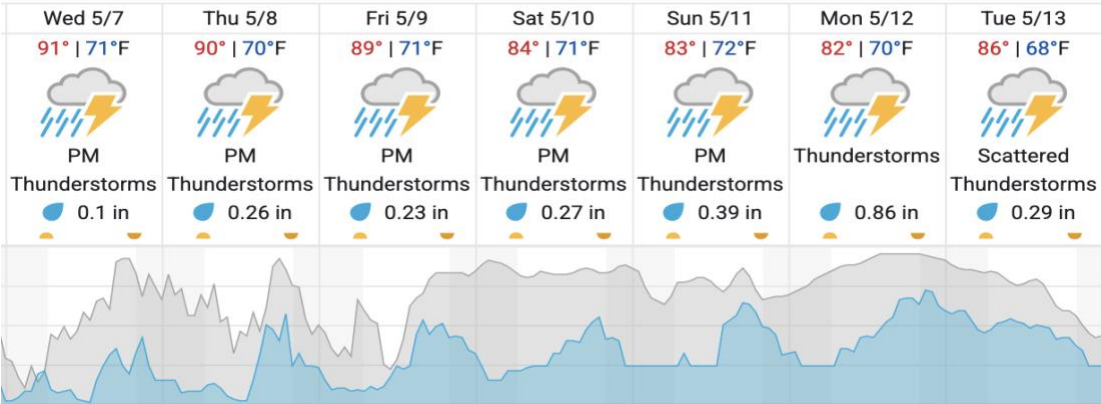 Wed 5/7 Thu 5/8 Fri 5/9 Sat 5/10 Sun 5/11 Mon 5/12 Tue 5/13
91° | 71°F 90° | 70°F 89° | 71°F 84° | 71°F 83° | 72°F 82° | 70°F 86° | 68°F
PM PM PM PM PM Thunderstorms Scattered
Thunderstorms Thunderstorms Thunderstorms Thunderstorms Thunderstorms Thunderstorms
0.1 in 0.26 in 0.23 in 0.27 in 0.39 in 0.86 in 0.29 in